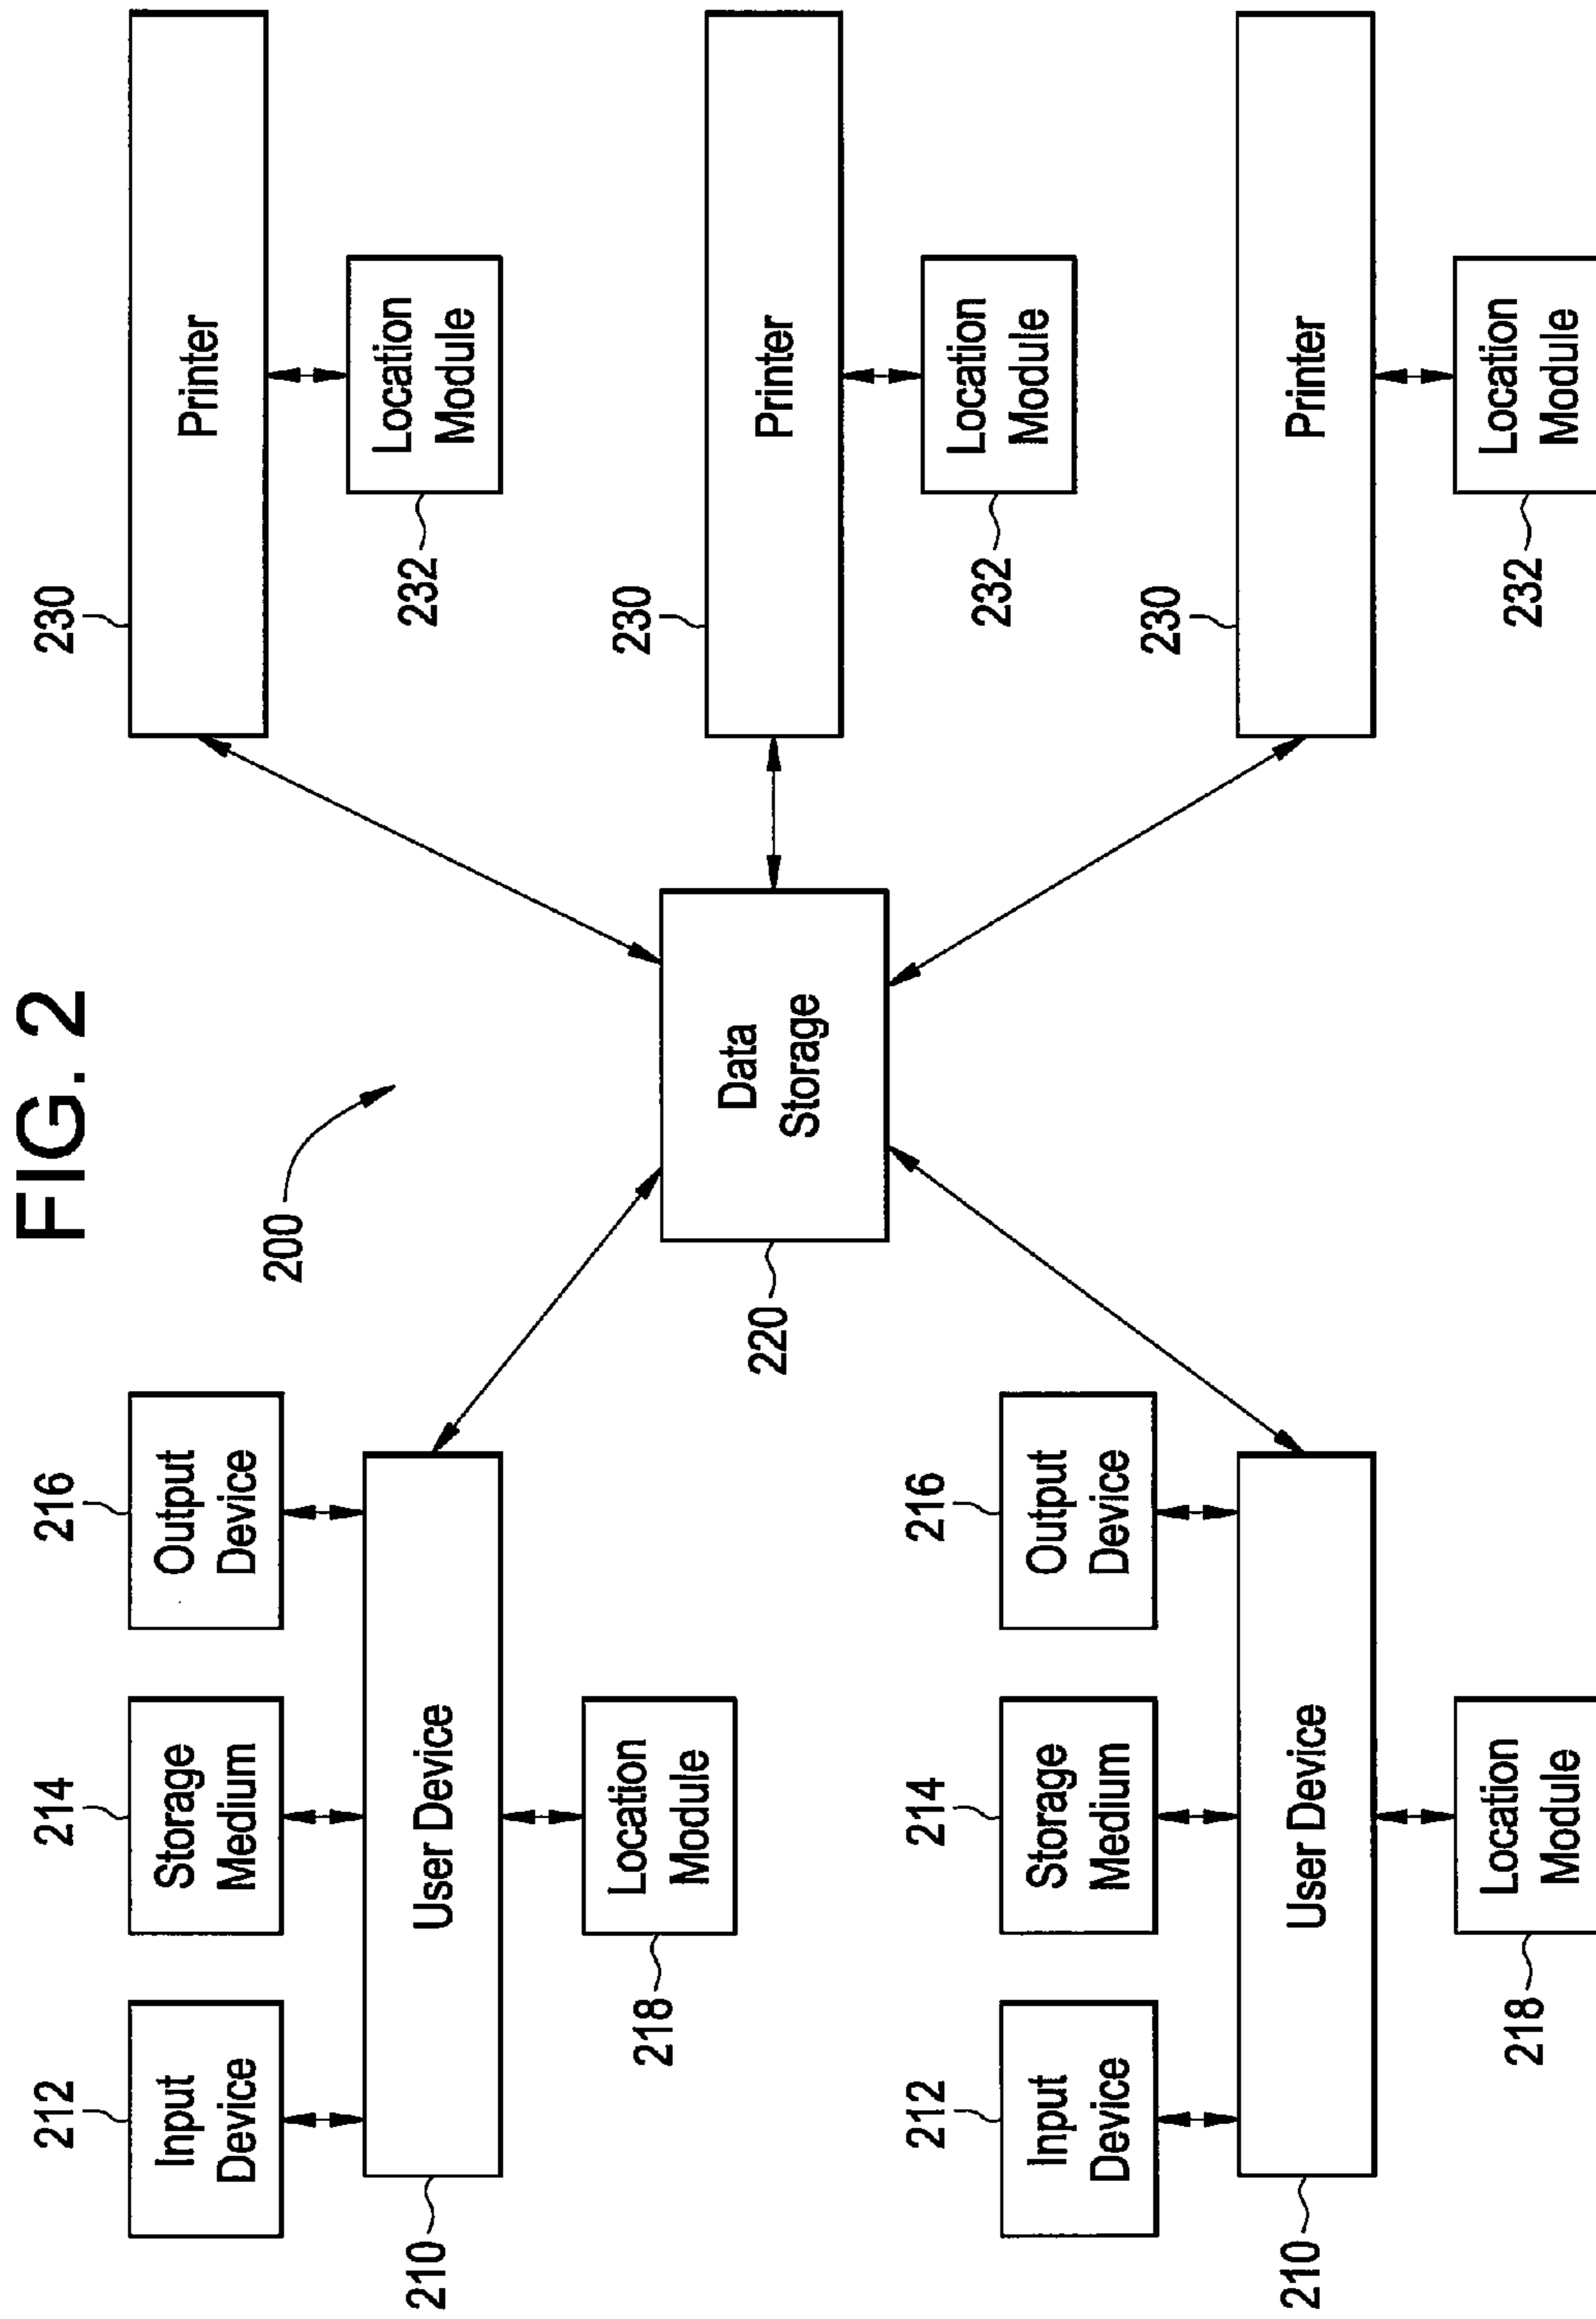 FIG. 2
212
214
216
230
Input
Device
Storage
Medium
Output
Device
Printer
200
210
User Device
232
Location
Module
218
Location
Module
230
220
Data
Storage
Printer
212
214
216
232
Location
Module
Input
Device
Storage
Medium
Output
Device
230
210
User Device
Printer
218
Location
Module
232
Location
Module